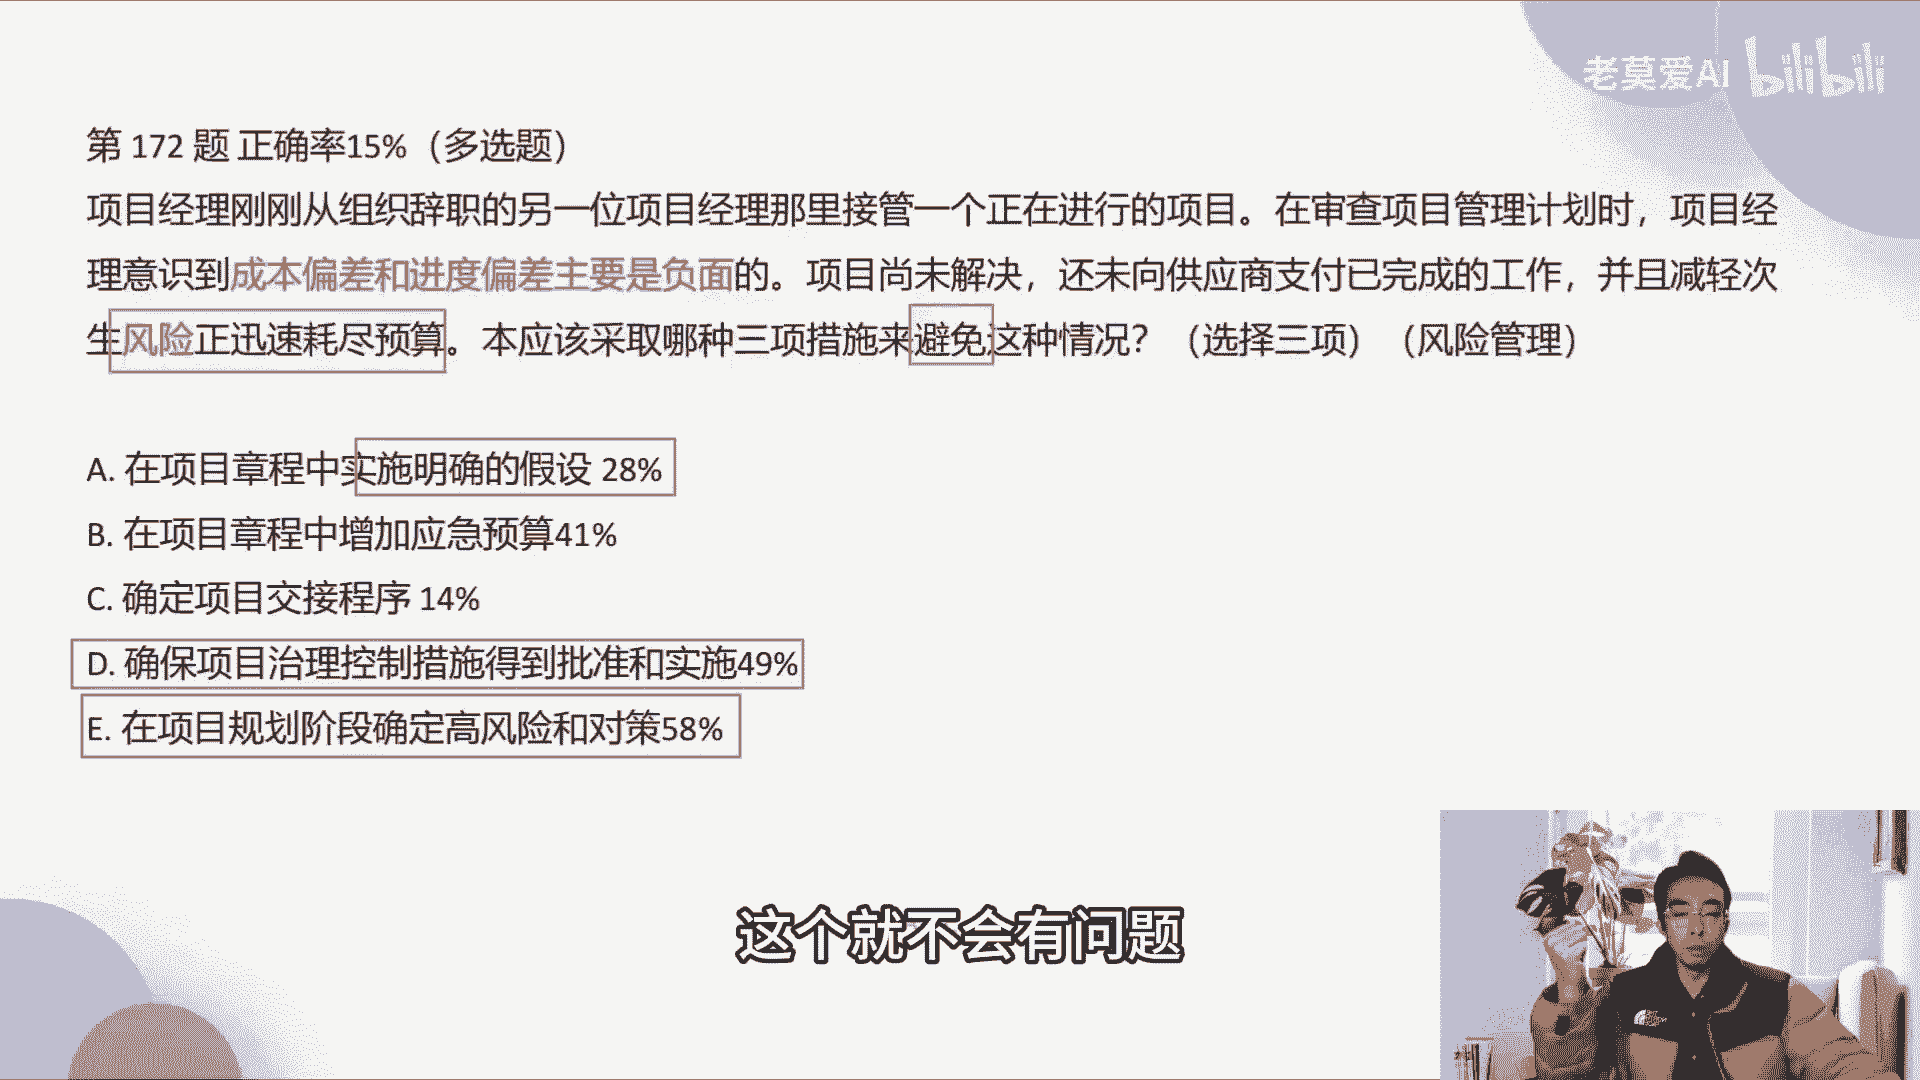 老莫爱AI bilibili
第 172 题 正确率15%（多选题）
项目经理刚刚从组织辞职的另一位项目经理那里接管一个正在进行的项目。在审查项目管理计划时，项目经
理意识到成本偏差和进度偏差主要是负面的。项目尚未解决，还未向供应商支付已完成的工作，并且减轻次
生风险正迅速耗尽预算。本应该采取哪种三项措施来避免这种情况？（选择三项）（风险管理）
A. 在项目章程中实施明确的假设 28%
B. 在项目章程中增加应急预算41%
C. 确定项目交接程序 14%
D. 确保项目治理控制措施得到批准和实施49%
E. 在项目规划阶段确定高风险和对策58%
这个就不会有问题